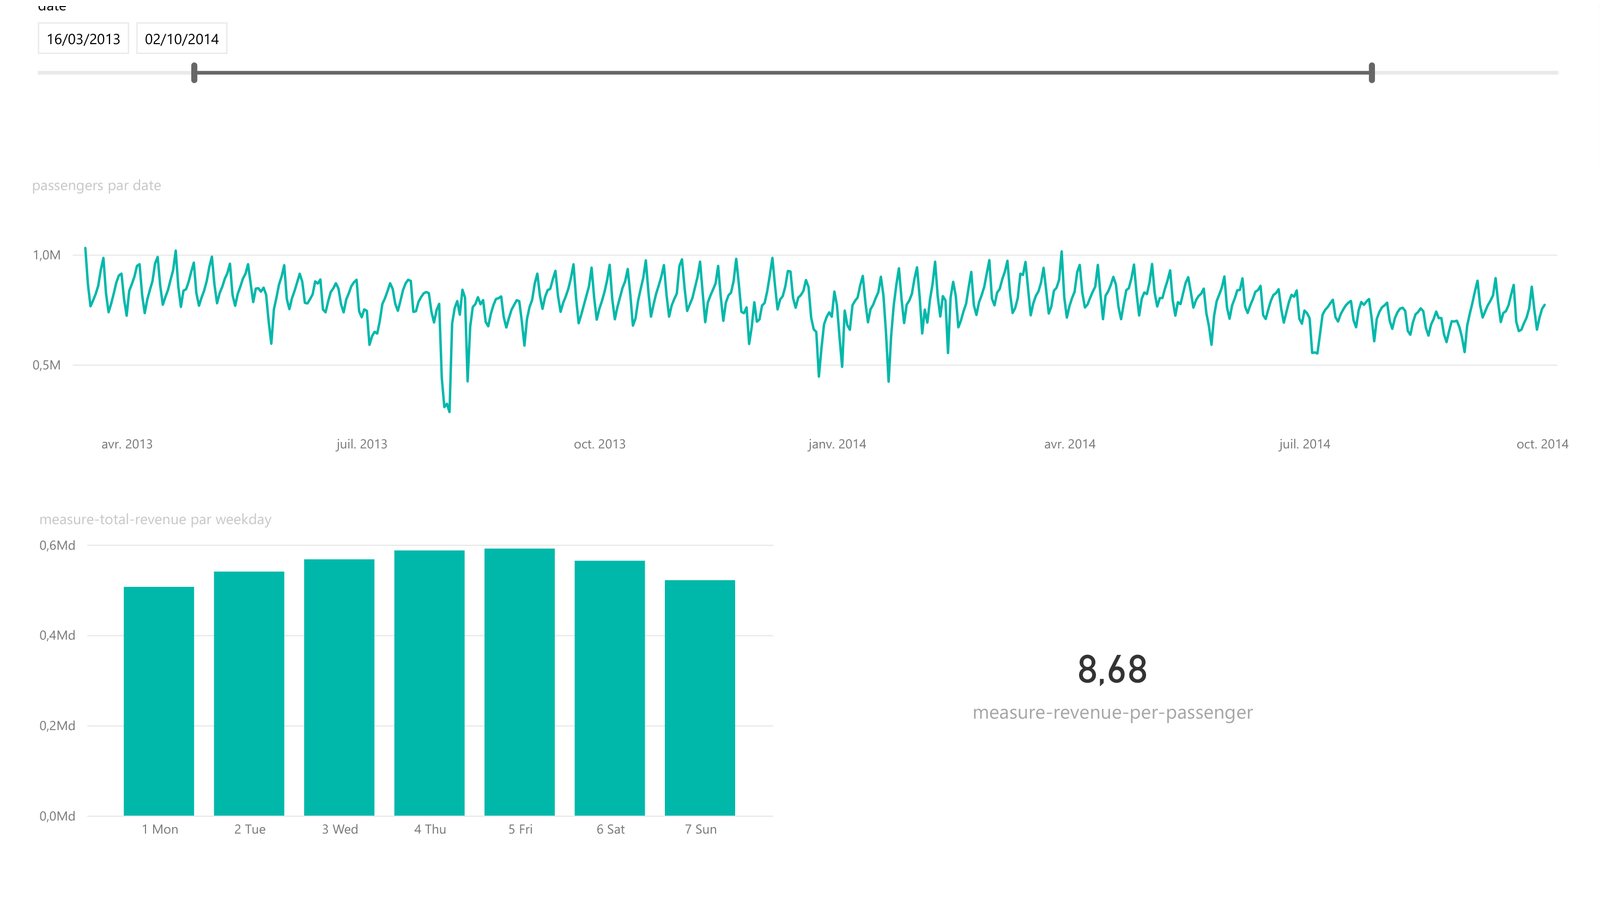 date
16/03/2013 02/10/2014
passengers par date
1,0M
0,5M
avr. 2013 juil. 2013 oct. 2013 janv. 2014 avr. 2014 juil. 2014 oct. 2014
measure-total-revenue par weekday
0,6Md
0,4Md
0,2Md
0,0Md
1 Mon 2 Tue 3 Wed 4 Thu 5 Fri 6 Sat 7 Sun
8,68
measure-revenue-per-passenger